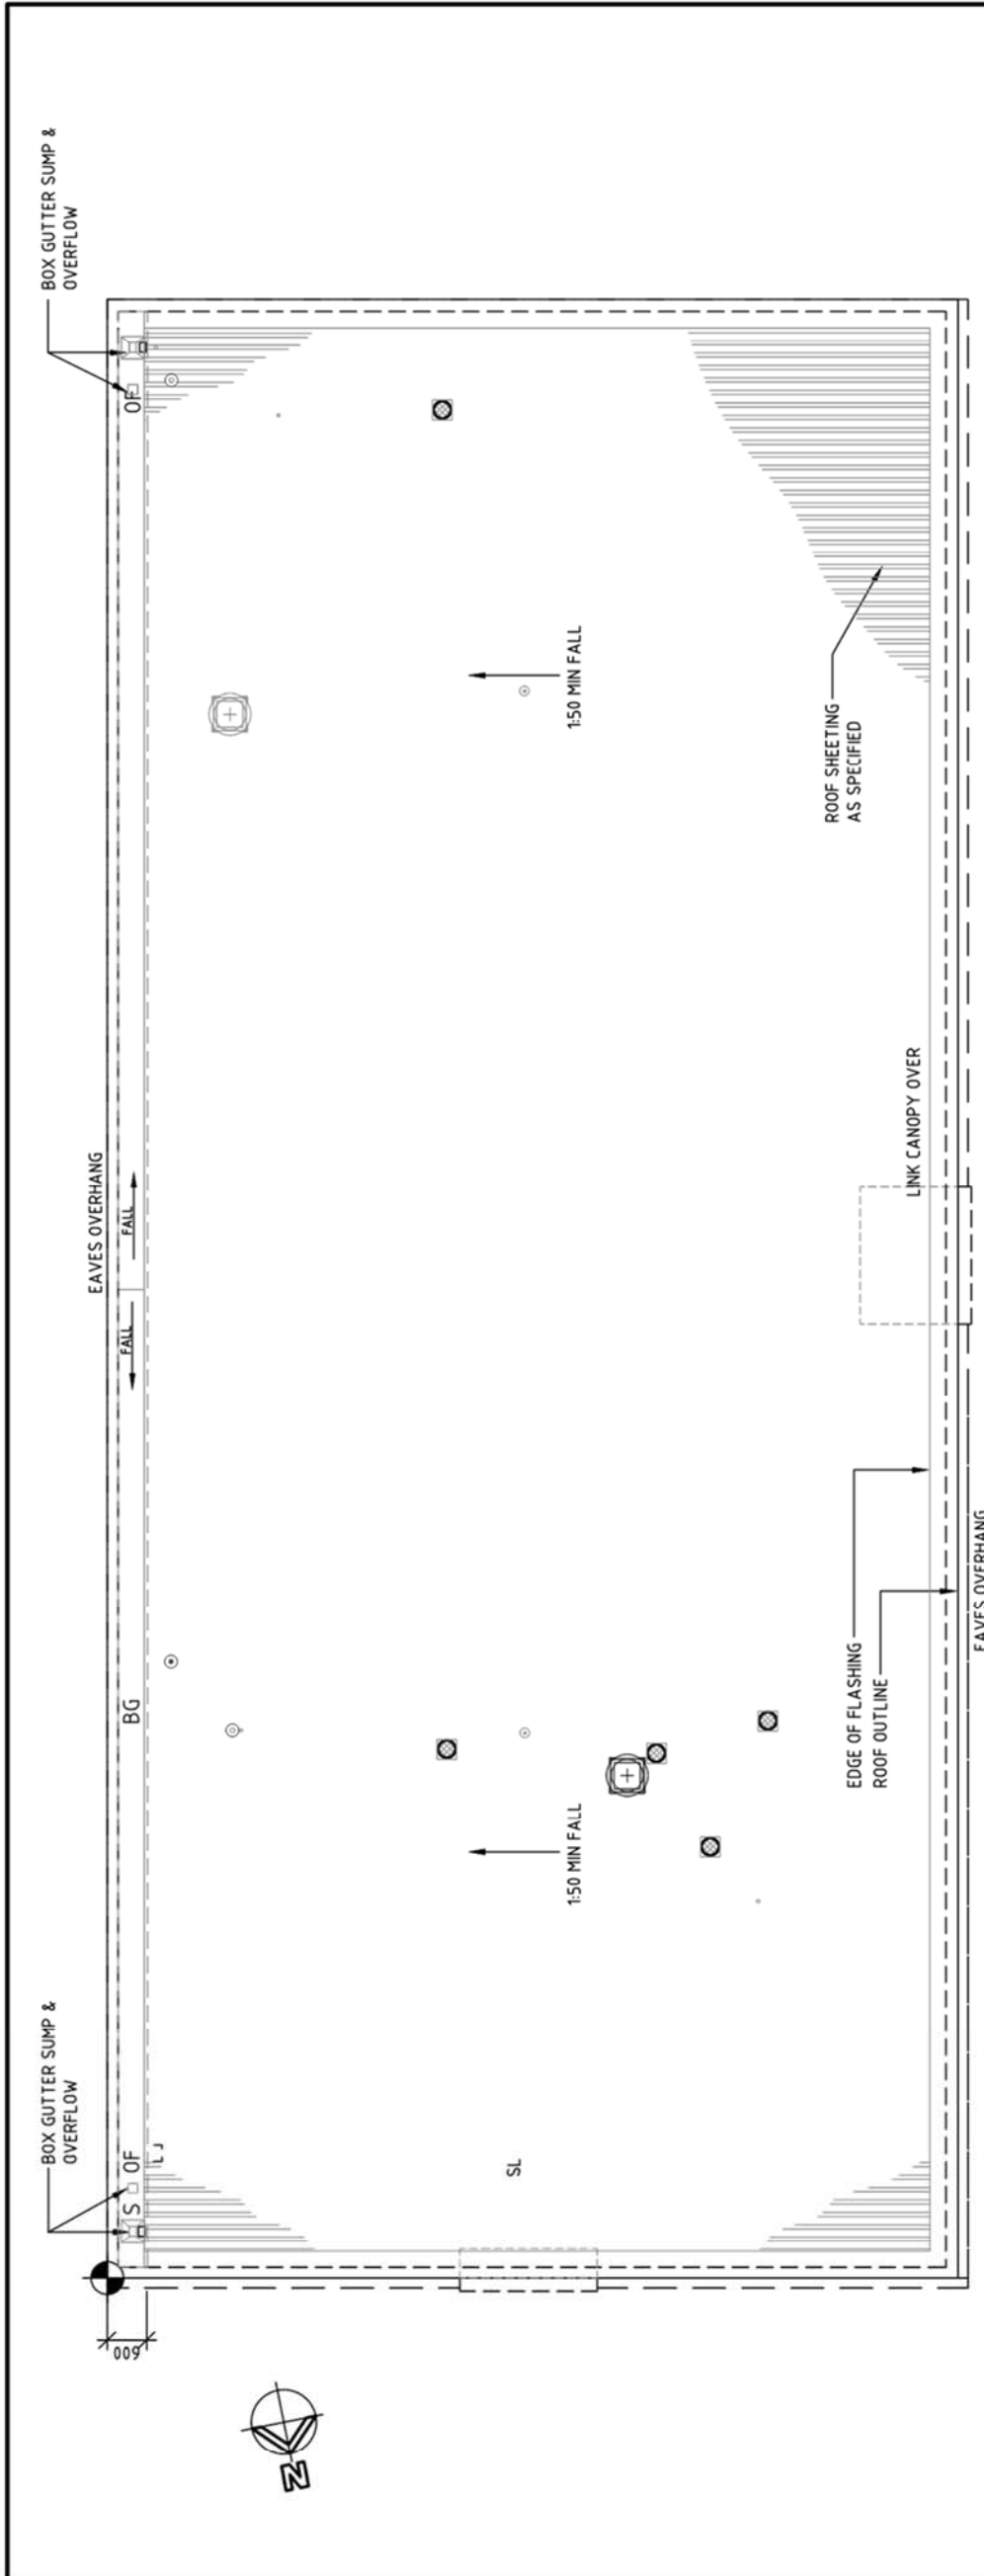 BOX GUTTER SUMP &
OVERFLOW
BOX GUTTER SUMP &
OVERFLOW
600
S
OF
BG
FALL
FALL
OF
EAVES OVERHANG
SL
1:50 MIN FALL
1:50 MIN FALL
EDGE OF FLASHING
ROOF OUTLINE
LINK CANOPY OVER
ROOF SHEETING
AS SPECIFIED
EAVES OVERHANG
N